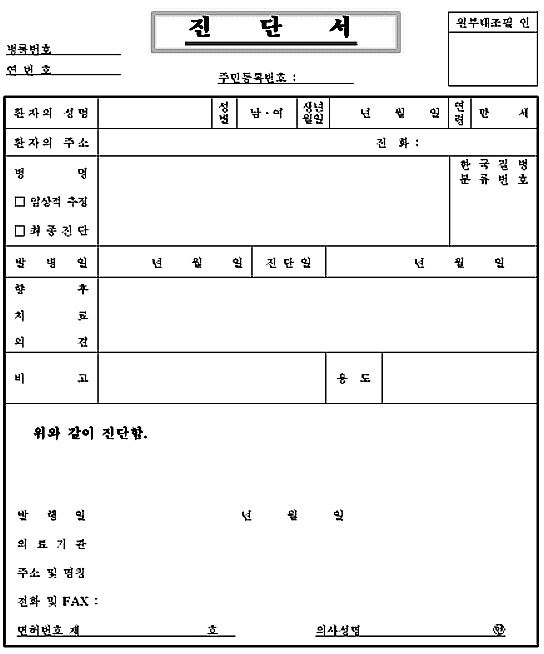 진 단 서
원부대조필 인
병록번호
연 번 호
주민등록번호 :
환자의 성명 성별 남·여 생년월일 년 월 일 연령 만 세
환자의 주소 전 화 :
병 명 한 국 질 병
분 류 번 호
□ 임상적 추정
□ 최 종 진 단
발 병 일 년 월 일 진 단 일 년 월 일
향 후
치 료
의 견
비 고 용 도
위와 같이 진단함.
발 행 일 년 월 일
의 료 기 관
주소 및 명칭
전화 및 FAX :
면허번호 제 호 의사성명 ㊞